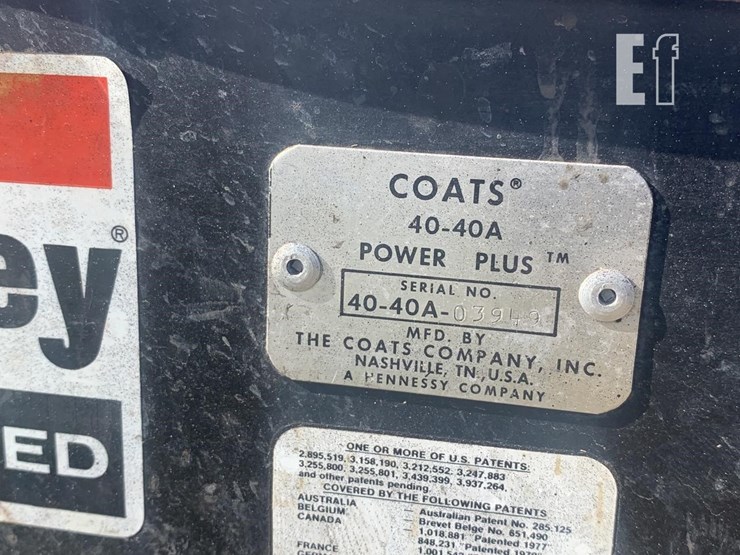 Ef
ey®
ED
COATS®
40-40A
POWER PLUS ™
SERIAL NO.
40-40A-03949
MFD. BY
THE COATS COMPANY, INC.
NASHVILLE, TN., U.S.A.
A HENNESSY COMPANY
ONE OR MORE OF U.S. PATENTS:
2,895,519, 3,158,190, 3,212,552, 3,247,883
3,255,800, 3,255,801, 3,439,399, 3,937,264
and other patents pending.
COVERED BY THE FOLLOWING PATENTS
AUSTRALIA Australian Patent No. 285,125
BELGIUM Brevet Belge No. 651,490
CANADA 1,018,881 "Patented 1977"
848,231 "Patented
FRANCE